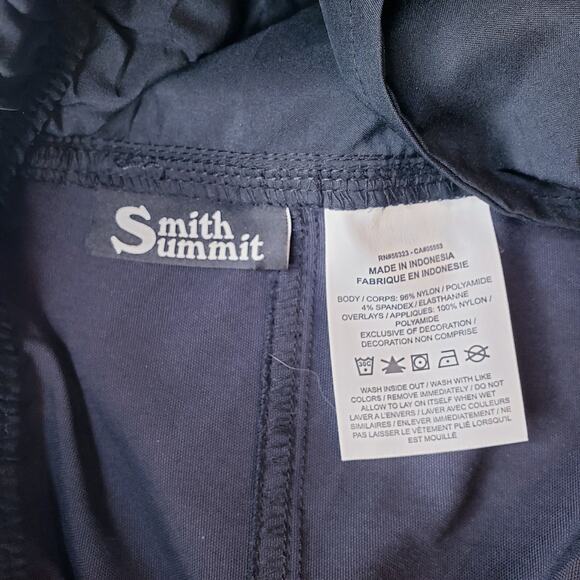 Smith
Summit
RN#56323 - CA#05553
MADE IN INDONESIA
FABRIQUE EN INDONESIE
BODY / CORPS: 96% NYLON / POLYAMIDE
4% SPANDEX / ELASTHANNE
OVERLAYS / APPLIQUES: 100% NYLON /
POLYAMIDE
EXCLUSIVE OF DECORATION /
DECORATION NON COMPRISE
30C
WASH INSIDE OUT / WASH WITH LIKE
COLORS / REMOVE IMMEDIATELY / DO NOT
ALLOW TO LAY ON ITSELF WHEN WET
LAVER A L'ENVERS / LAVER AVEC COULEURS
SIMILAIRES / ENLEVER IMMEDIATEMENT / NE
PAS LAISSER LE VÊTEMENT PLIÉ LORSQU'IL
EST MOUILLÉ